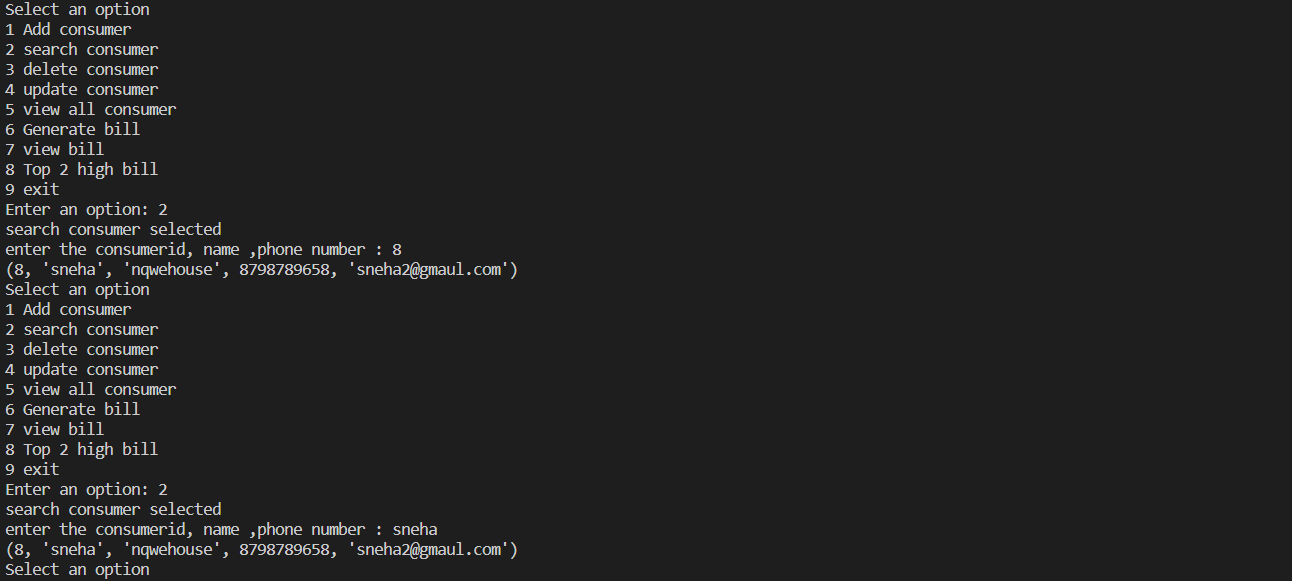 Select an option
1 Add consumer
2 search consumer
3 delete consumer
4 update consumer
5 view all consumer
6 Generate bill
7 view bill
8 Top 2 high bill
9 exit
Enter an option: 2
search consumer selected
enter the consumerid, name ,phone number : 8
(8, 'sneha', 'nqwehouse', 8798789658, 'sneha2@gmaul.com')
Select an option
1 Add consumer
2 search consumer
3 delete consumer
4 update consumer
5 view all consumer
6 Generate bill
7 view bill
8 Top 2 high bill
9 exit
Enter an option: 2
search consumer selected
enter the consumerid, name ,phone number : sneha
(8, 'sneha', 'nqwehouse', 8798789658, 'sneha2@gmaul.com')
Select an option